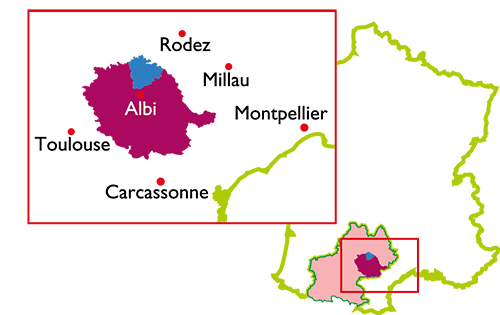 Rodez
Millau
Albi
Montpellier
Toulouse
Carcassonne